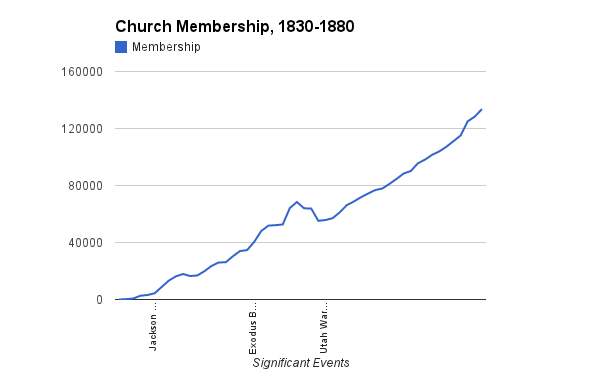 Church Membership, 1830-1880
Membership
160000
120000
80000
40000
0
Jackson ...
Exodus B...
Utah War...
Significant Events